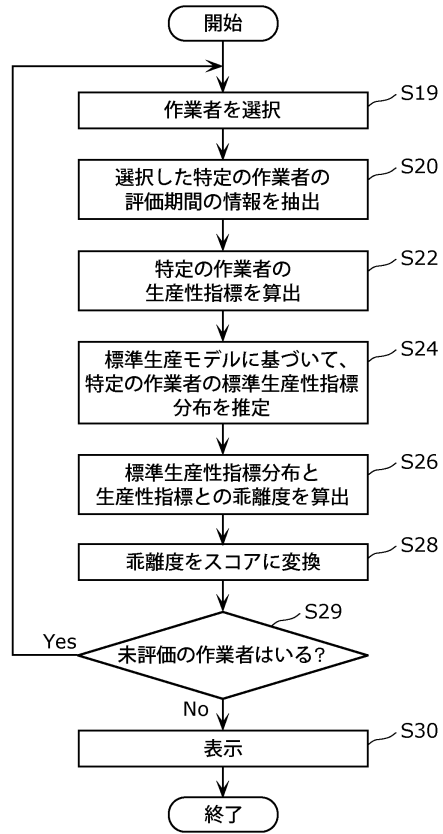 開始
作業者を選択
S19
選択した特定の作業者の
評価期間の情報を抽出
S20
特定の作業者の
生産性指標を算出
S22
標準生産モデルに基づいて、
特定の作業者の標準生産性指標
分布を推定
S24
標準生産性指標分布と
生産性指標との乖離度を算出
S26
乖離度をスコアに変換
S28
S29
未評価の作業者はいる?
Yes
No
表示
S30
終了